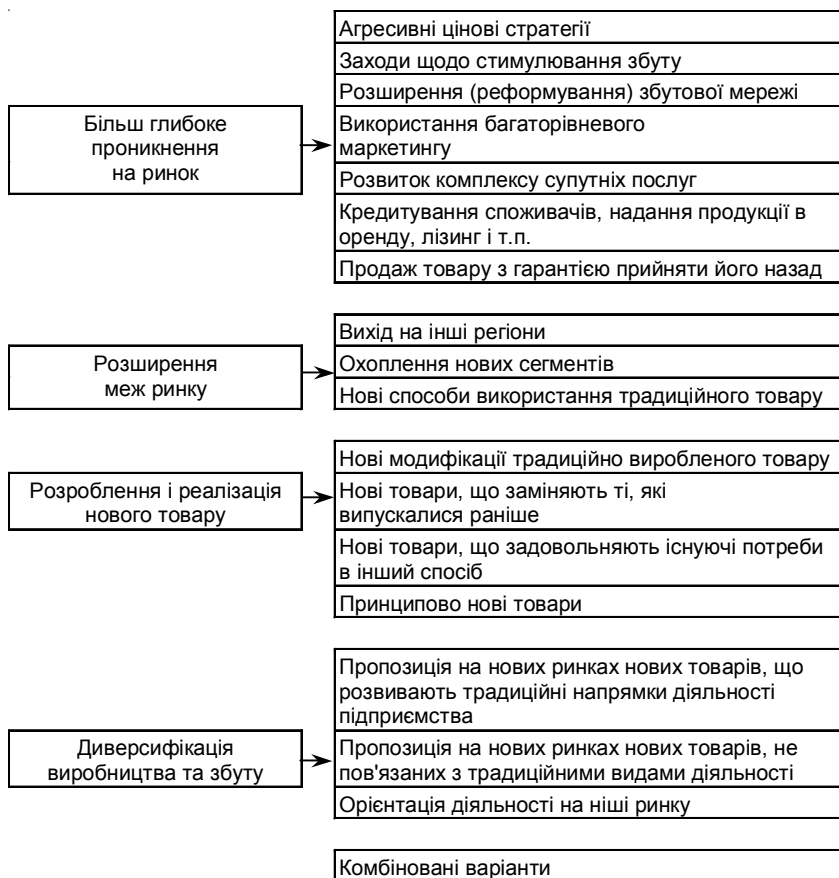 Більш глибоке
проникнення
на ринок
Агресивні цінові стратегії
Заходи щодо стимулювання збуту
Розширення (реформування) збутової мережі
Використання багаторівневого
маркетингу
Розвиток комплексу супутніх послуг
Кредитування споживачів, надання продукції в
оренду, лізинг і т.п.
Продаж товару з гарантією прийняти його назад
Розширення
меж ринку
Вихід на інші регіони
Охоплення нових сегментів
Нові способи використання традиційного товару
Розроблення і реалізація
нового товару
Нові модифікації традиційно виробленого товару
Нові товари, що заміняють ті, які
випускалися раніше
Нові товари, що задовольняють існуючі потреби
в інший спосіб
Принципово нові товари
Диверсифікація
виробництва та збуту
Пропозиція на нових ринках нових товарів, що
розвивають традиційні напрямки діяльності
підприємства
Пропозиція на нових ринках нових товарів, не
пов'язаних з традиційними видами діяльності
Орієнтація діяльності на ніші ринку
Комбіновані варіанти